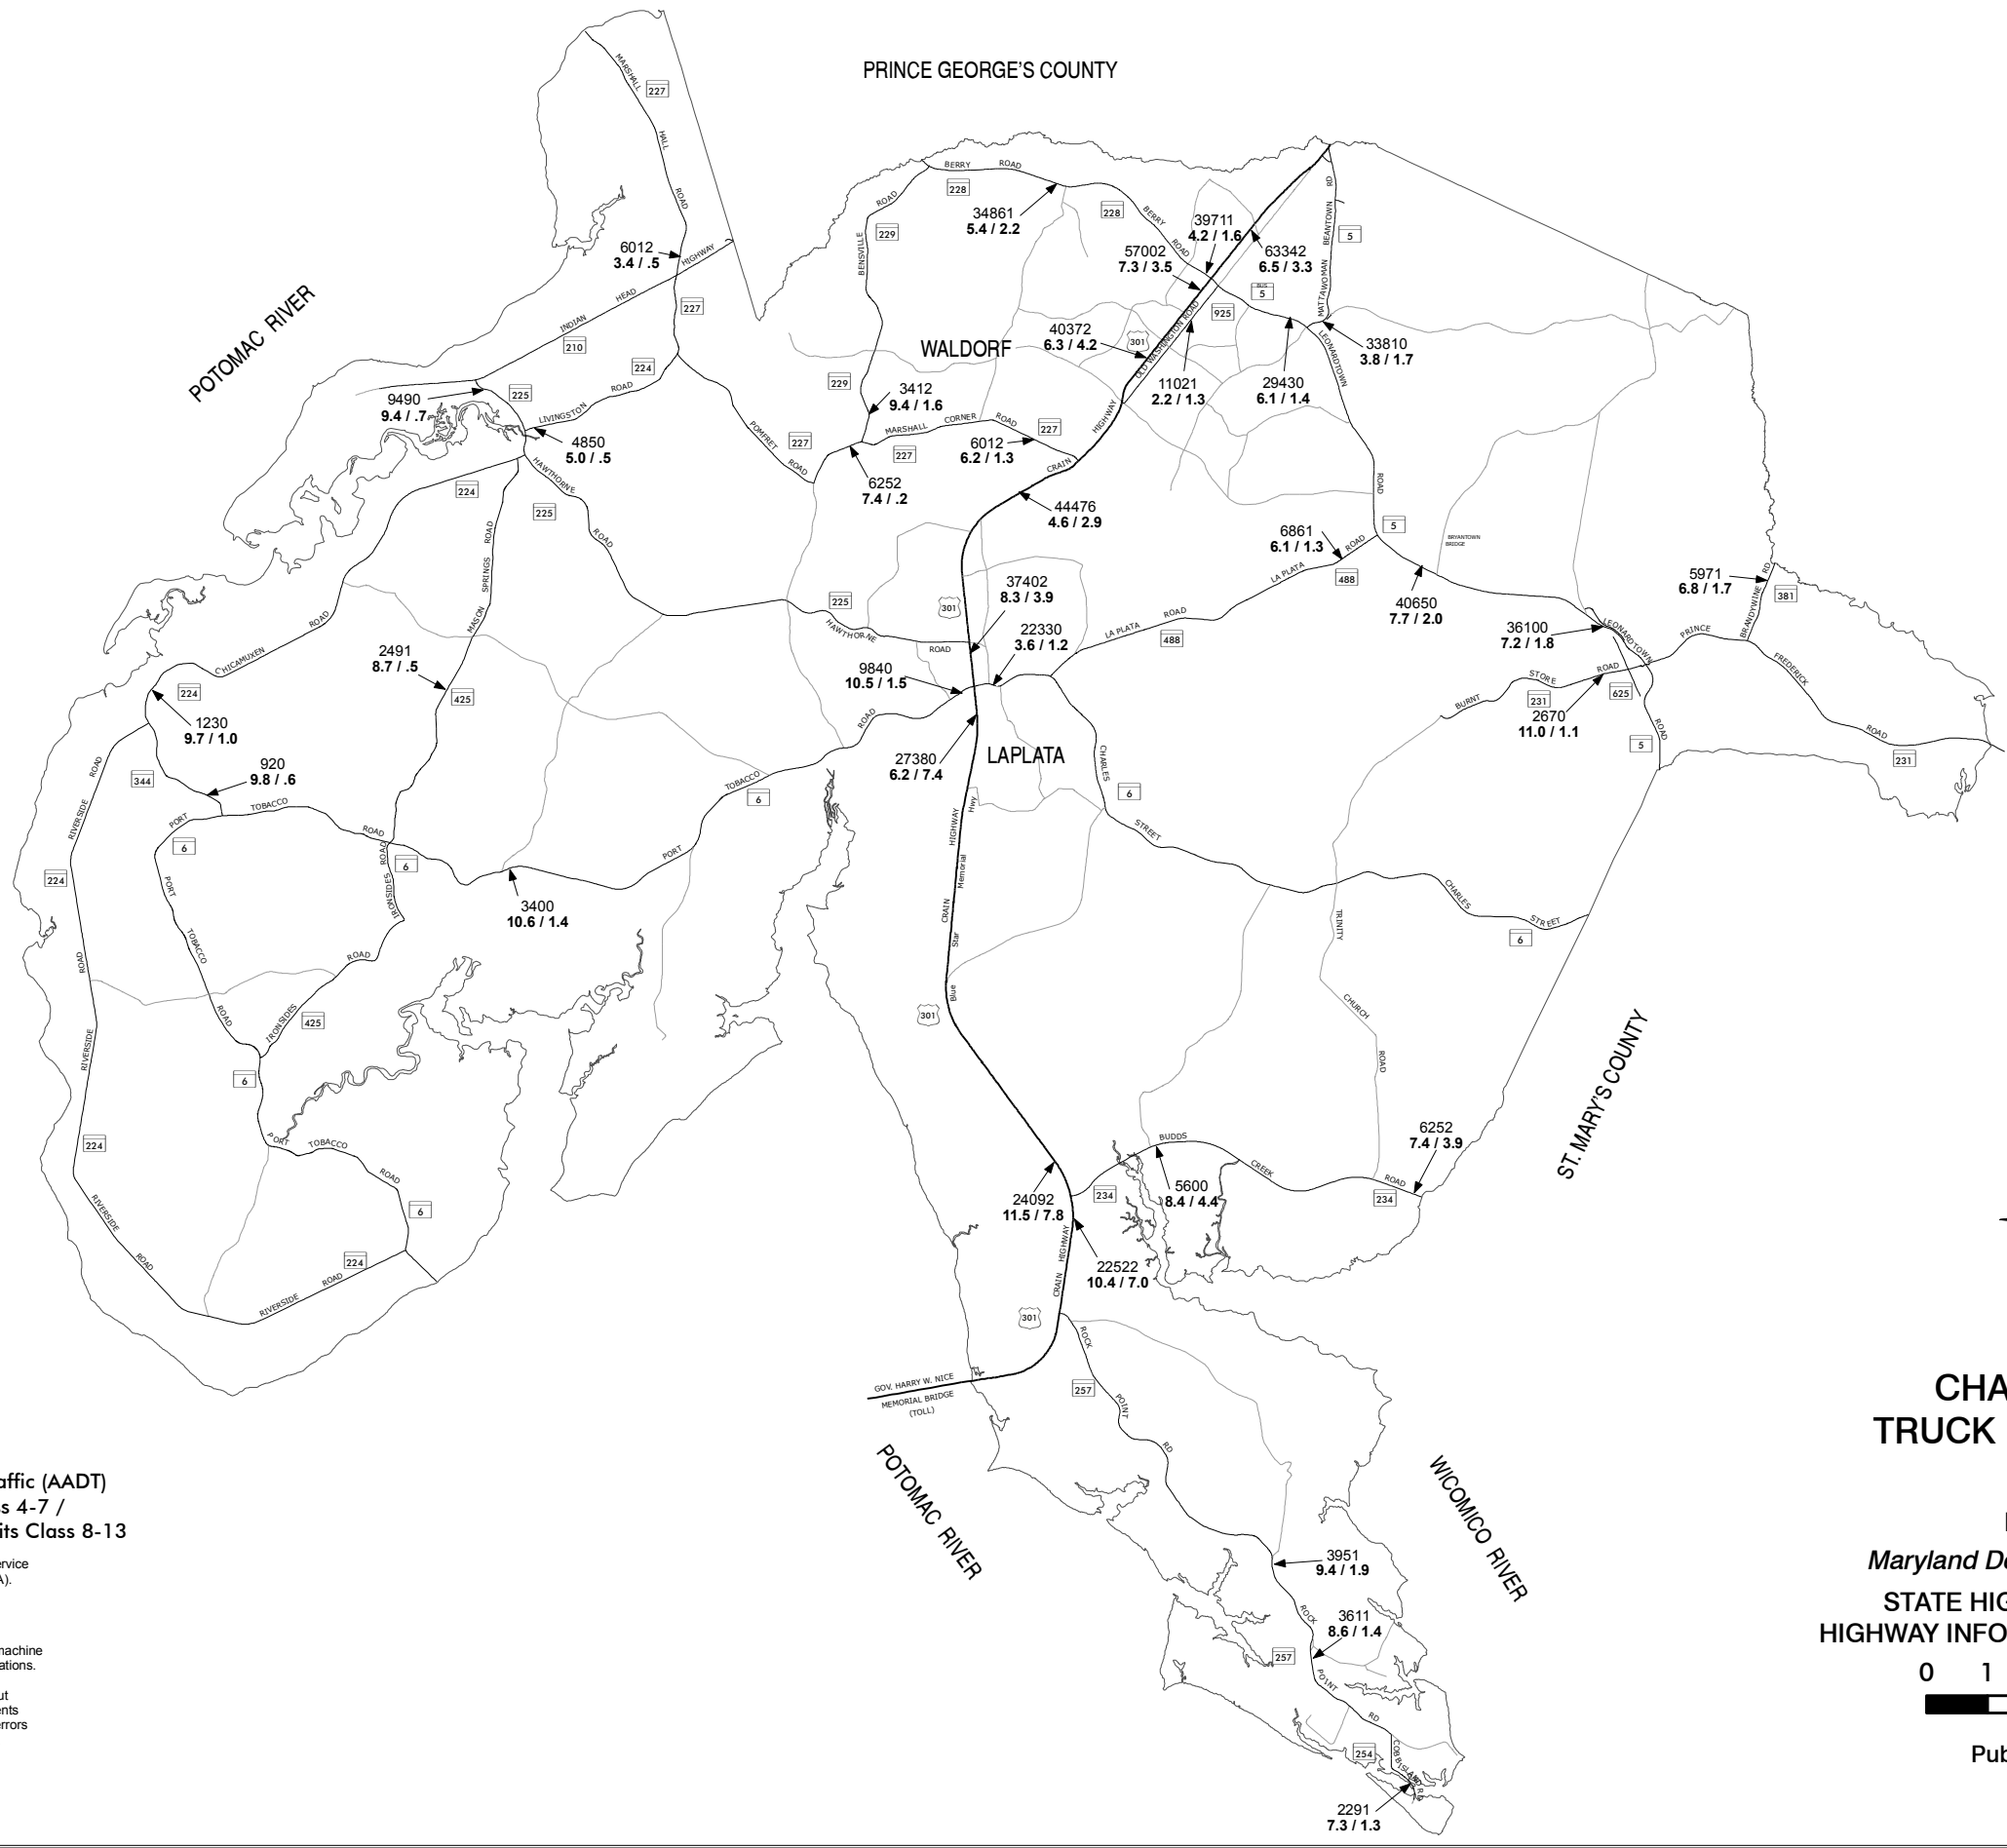 PRINCE GEORGE'S COUNTY
MARSHALL
227
HALL
ROAD
6012
3.4 / .5
HIGHWAY
HEAD
INDIAN
210
227
POTOMAC RIVER
BERRY ROAD
228
34861
5.4 / 2.2
228
BERRY
ROAD
39711
4.2 / 1.6
57002
7.3 / 3.5
63342
6.5 / 3.3
RD
BEANTOWN
MATTAWOMAN
5
BUS
5
925
ROAD
229
BENSVILLE
40372
6.3 / 4.2
301
OLD WASHINGTON ROAD
WALDORF
11021
2.2 / 1.3
29430
6.1 / 1.4
33810
3.8 / 1.7
LEONARDTOWN
224
ROAD
LIVINGSTON
225
9490
9.4 / .7
4850
5.0 / .5
229
3412
9.4 / 1.6
MARSHALL CORNER ROAD
227
227
6012
6.2 / 1.3
HIGHWAY
CRAIN
POMFRET
ROAD
227
6252
7.4 / .2
44476
4.6 / 2.9
HAWTHORNE
224
225
ROAD
ROAD
5
BRYANTOWN
BRIDGE
6861
6.1 / 1.3
ROAD
LA PLATA
488
40650
7.7 / 2.0
5971
6.8 / 1.7
RD
BRANDYWINE
381
MASON SPRINGS ROAD
225
301
37402
8.3 / 3.9
22330
3.6 / 1.2
LA PLATA ROAD
488
HAWTHORNE
ROAD
36100
7.2 / 1.8
LEONARDTOWN
PRINCE
FREDERICK
ROAD
231
CHICAMUXEN ROAD
224
2491
8.7 / .5
425
9840
10.5 / 1.5
ROAD
BURNT STORE ROAD
231
625
2670
11.0 / 1.1
5
ROAD
1230
9.7 / 1.0
920
9.8 / .6
344
27380
6.2 / 7.4
LAPLATA
CHARLES
6
STREET
TOBACCO
6
PORT
RIVERSIDE ROAD
PORT TOBACCO ROAD
6
6
ROAD
IRONSIDES
224
3400
10.6 / 1.4
HIGHWAY
CRAIN
Blue Star Memorial Hwy
CHARLES
STREET
6
TRINITY
CHURCH
ROAD
PORT
TOBACCO
ROAD
ROAD
IRONSIDES
425
ROAD
RIVERSIDE
6
301
ST. MARY'S COUNTY
224
PORT TOBACCO
ROAD
6
BUDDS
CREEK
ROAD
234
234
6252
7.4 / 3.9
5600
8.4 / 4.4
24092
11.5 / 7.8
22522
10.4 / 7.0
HIGHWAY
CRAIN
301
RIVERSIDE
ROAD
224
RIVERSIDE ROAD
GOV. HARRY W. NICE
MEMORIAL BRIDGE
(TOLL)
ROCK
257
POINT
RD
POTOMAC RIVER
WICOMICO RIVER
3951
9.4 / 1.9
ROCK
3611
8.6 / 1.4
257
POINT
RD
254
COBB ISLAND RD
2291
7.3 / 1.3
affic (AADT)
ss 4-7 /
its Class 8-13
ervice
A).
machine
ations.
ut
ents
errors
CHA
TRUCK
Maryland De
STATE HIG
HIGHWAY INFO
0 1
Pub